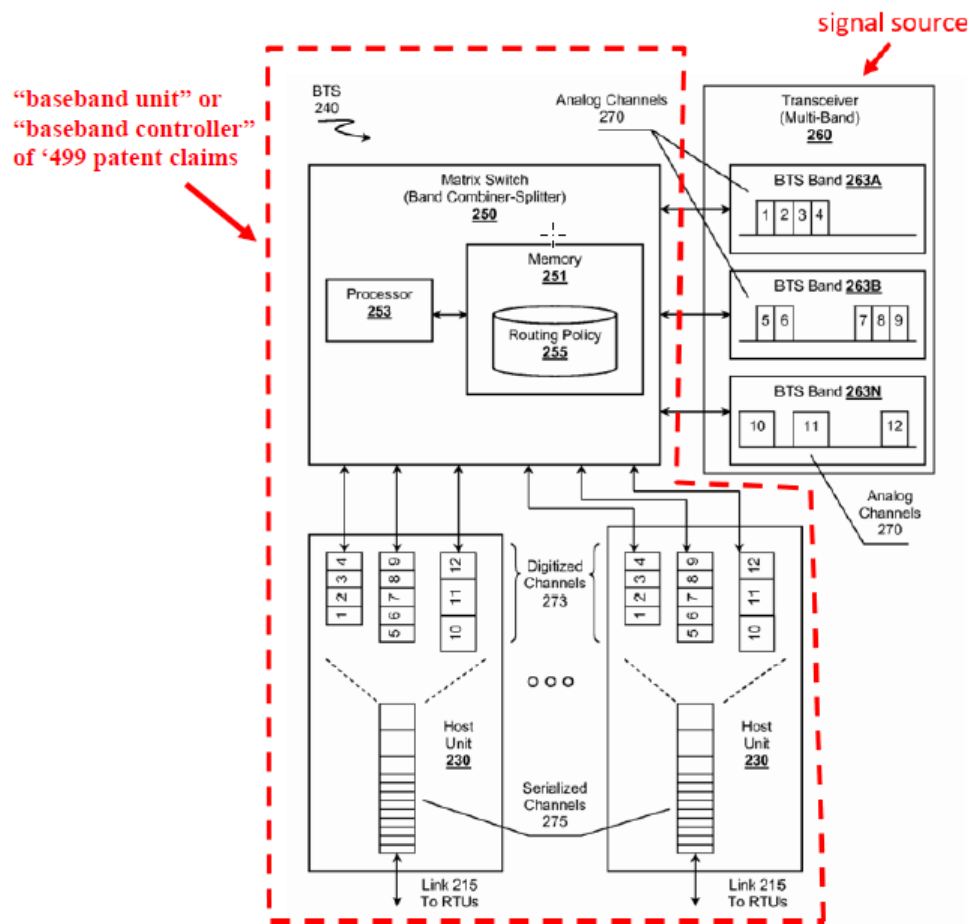 signal source
“baseband unit” or
“baseband controller”
of ‘499 patent claims
BTS
240
Analog Channels
270
Transceiver
(Multi-Band)
260
Matrix Switch
(Band Combiner-Splitter)
250
Memory
251
Processor
253
Routing Policy
255
BTS Band 263A
1 2 3 4
BTS Band 263B
5 6 7 8 9
BTS Band 263N
10 11 12
Analog
Channels
270
4
3
2
1
9
8
7
6
5
12
11
10
Digitized
Channels
273
4
3
2
1
9
8
7
6
5
12
11
10
Host
Unit
230
Host
Unit
230
Serialized
Channels
275
Link 215
To RTUs
Link 215
To RTUs